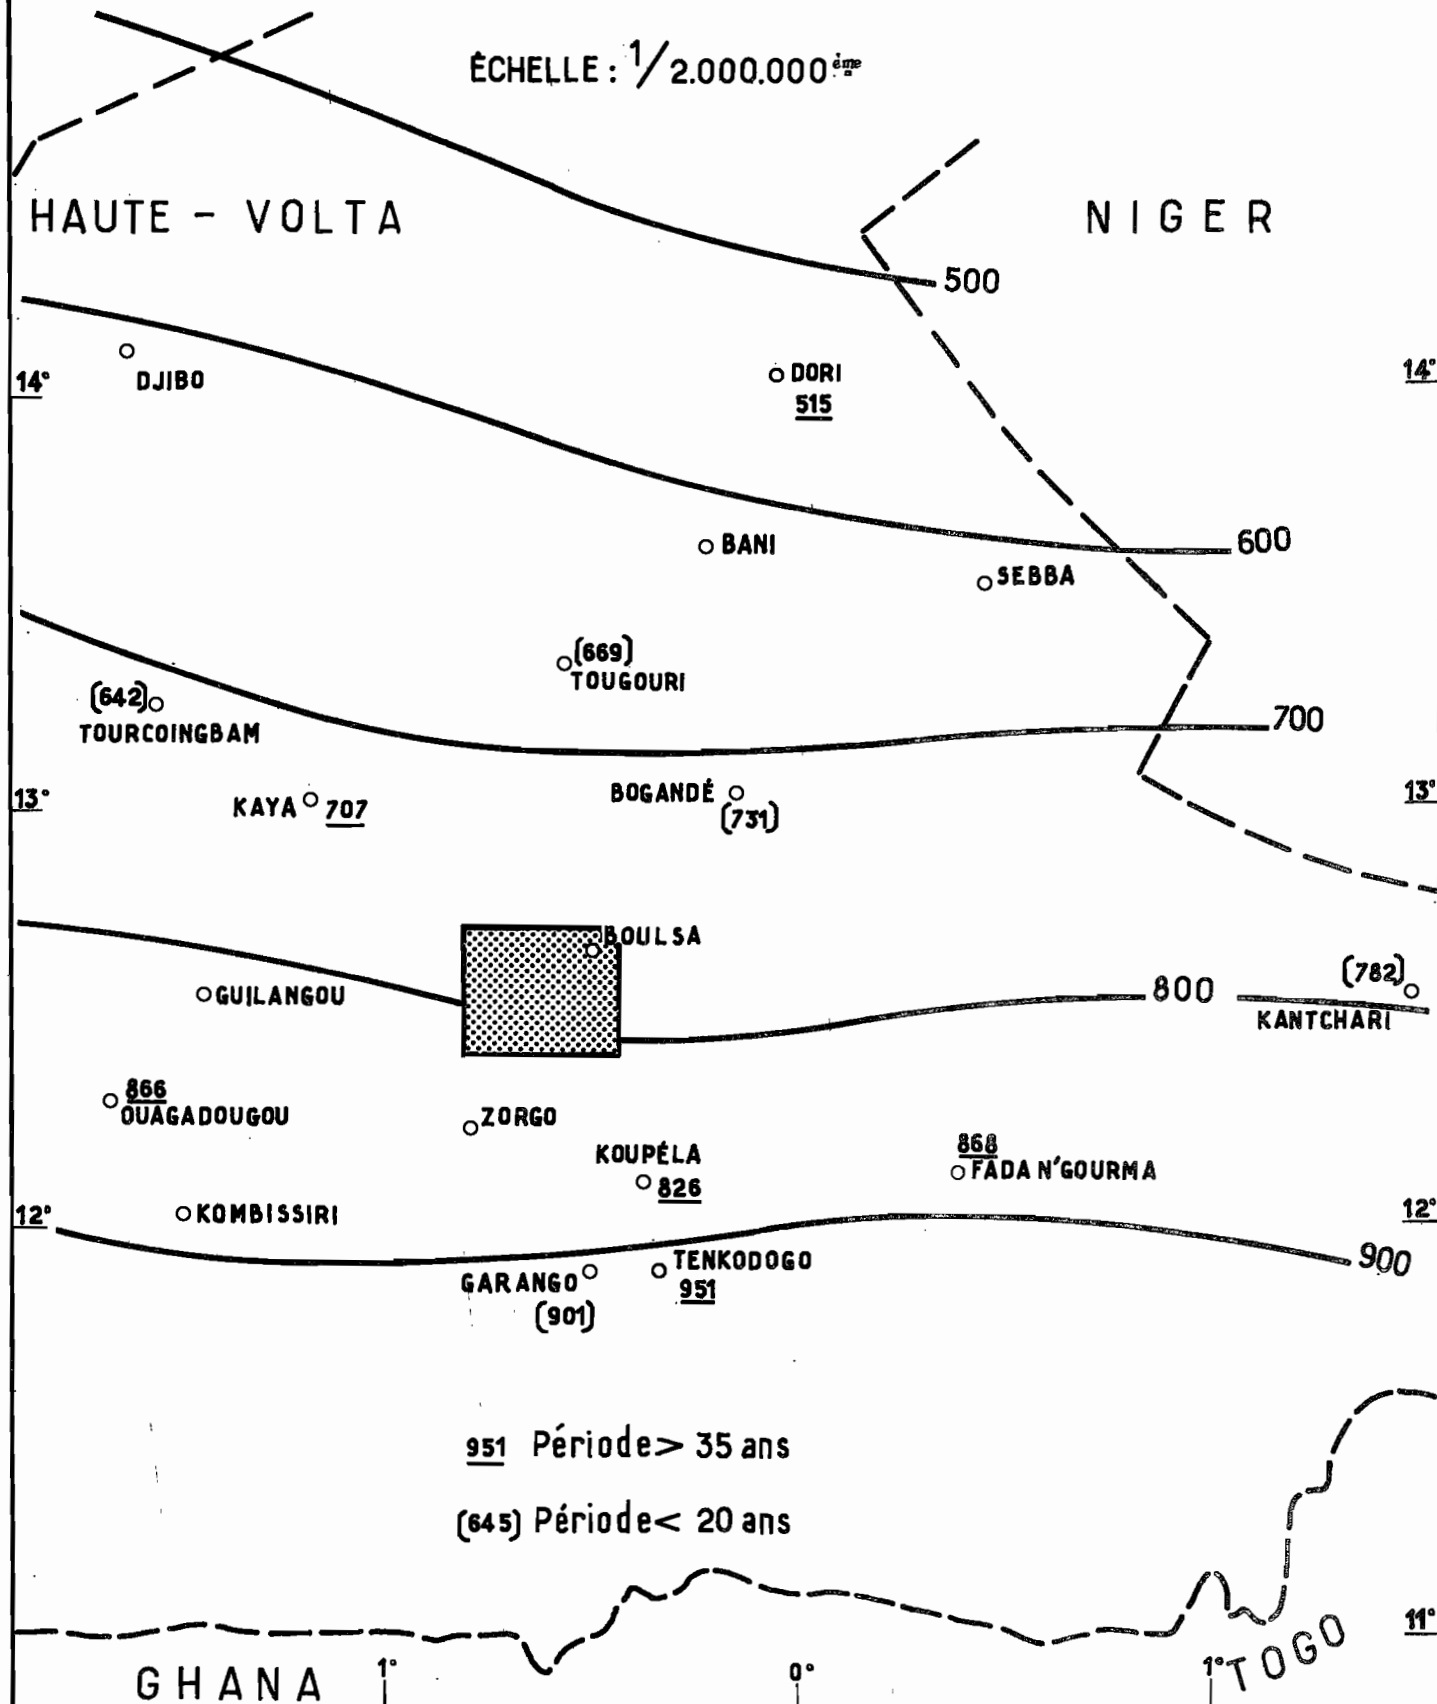 ÉCHELLE: 1/2.000.000ème
HAUTE - VOLTA
NIGER
500
DJIBO
14°
DORI
515
14°
600
BANI
SEBBA
(669)
TOUGOURI
(642)
TOURCOINGBAM
700
13°
KAYA 707
BOGANDÉ
(731)
13°
BOULSA
GUILANGOU
800
(782)
KANTCHARI
866
OUAGADOUGOU
ZORGO
KOUPÉLA
826
868
FADA N'GOURMA
12°
KOMBISSIRI
12°
TENKODOGO
951
900
GARANGO
(901)
951 Période> 35 ans
(645) Période< 20 ans
11°
GHANA
1°
0°
1°
TOGO